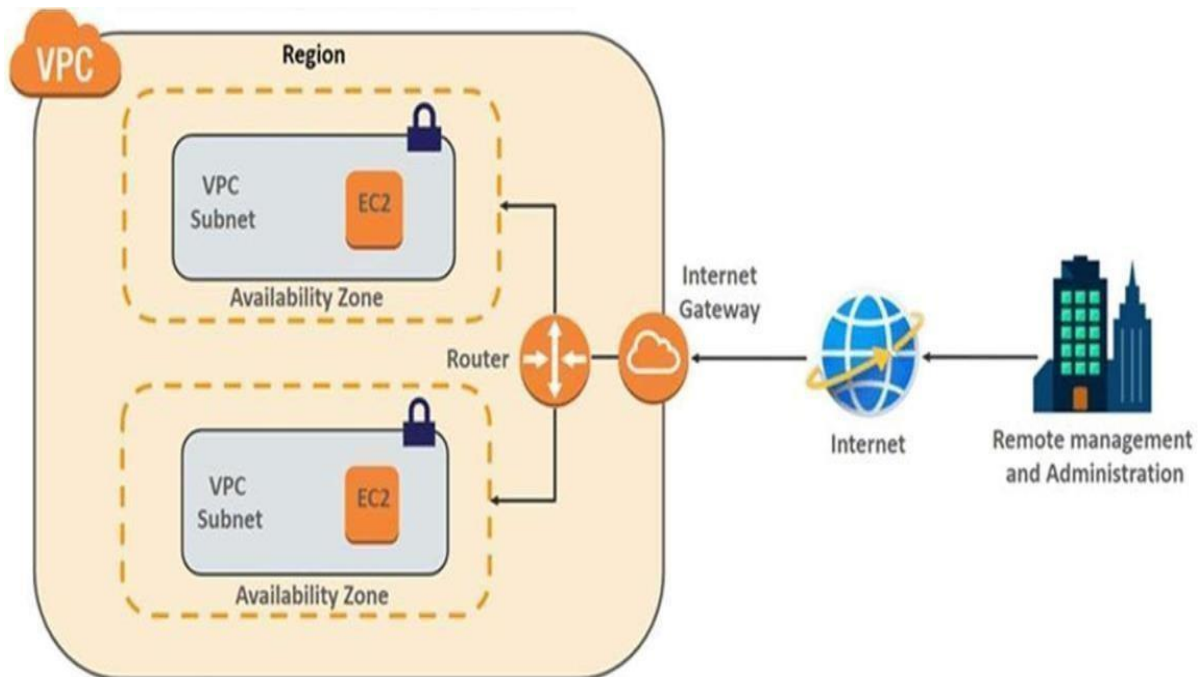 VPC
Region
VPC
Subnet
EC2
Availability Zone
Internet
Gateway
Router
VPC
Subnet
EC2
Availability Zone
Internet
Remote management
and Administration